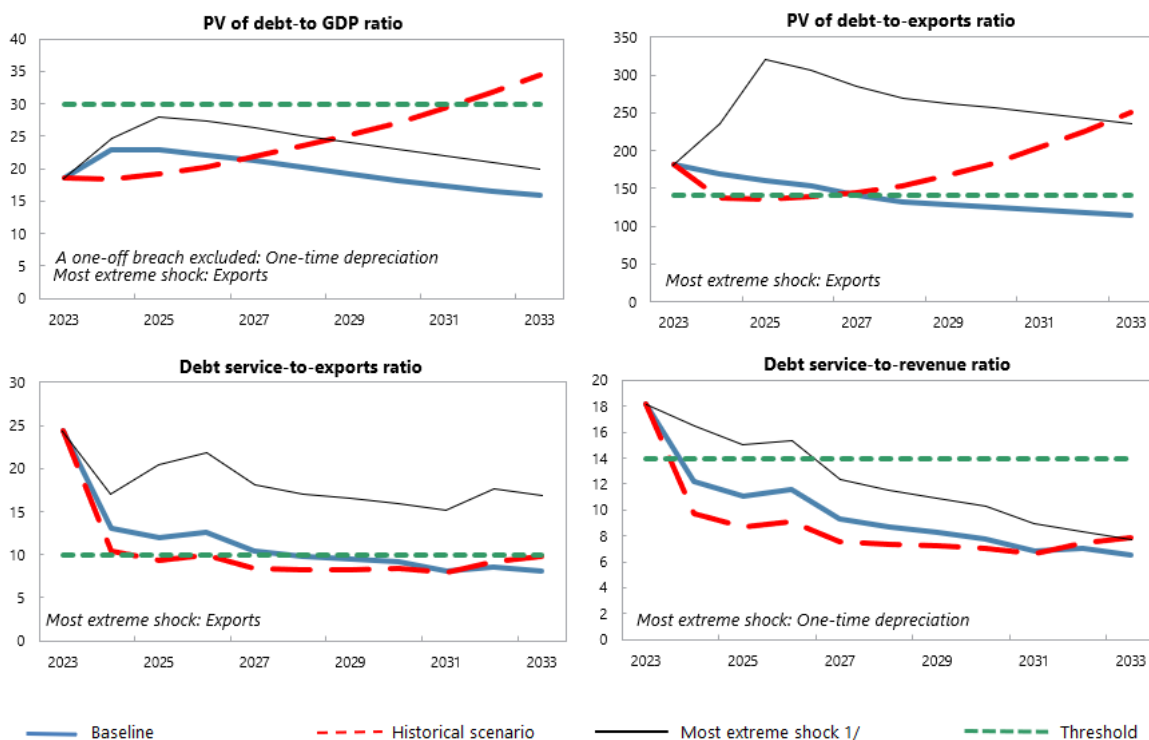 PV of debt-to GDP ratio
40
35
30
25
20
15
10
5
0
A one-off breach excluded: One-time depreciation
Most extreme shock: Exports
2023 2025 2027 2029 2031 2033
PV of debt-to-exports ratio
350
300
250
200
150
100
50
0
Most extreme shock: Exports
2023 2025 2027 2029 2031 2033
Debt service-to-exports ratio
30
25
20
15
10
5
0
Most extreme shock: Exports
2023 2025 2027 2029 2031 2033
Debt service-to-revenue ratio
20
18
16
14
12
10
8
6
4
2
0
Most extreme shock: One-time depreciation
2023 2025 2027 2029 2031 2033
Baseline Historical scenario Most extreme shock 1/ Threshold